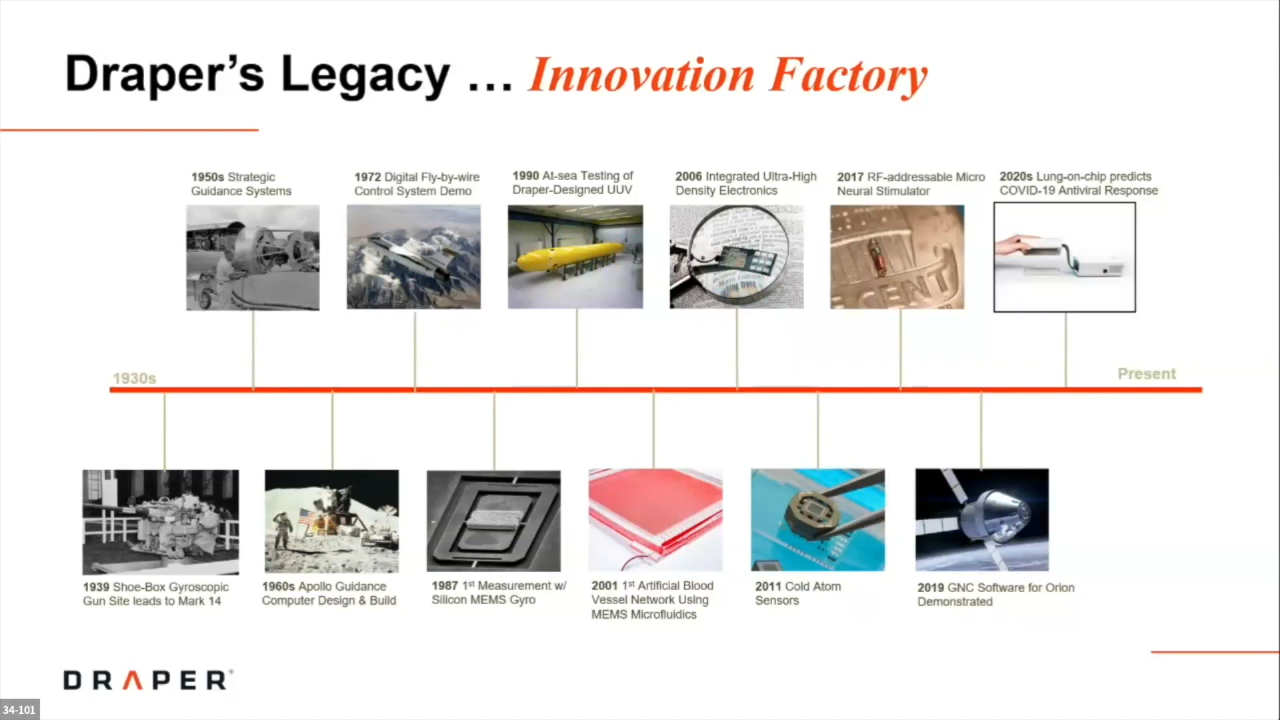 Draper’s Legacy ... Innovation Factory
1950s Strategic
Guidance Systems
1972 Digital Fly-by-wire
Control System Demo
1990 At-sea Testing of
Draper-Designed UUV
2006 Integrated Ultra-High
Density Electronics
2017 RF-addressable Micro
Neural Stimulator
2020s Lung-on-chip predicts
COVID-19 Antiviral Response
CENT
1930s
Present
1939 Shoe-Box Gyroscopic
Gun Site leads to Mark 14
1960s Apollo Guidance
Computer Design & Build
1987 1st Measurement w/
Silicon MEMS Gyro
2001 1st Artificial Blood
Vessel Network Using
MEMS Microfluidics
2011 Cold Atom
Sensors
2019 GNC Software for Orion
Demonstrated
DRAPER
34-101